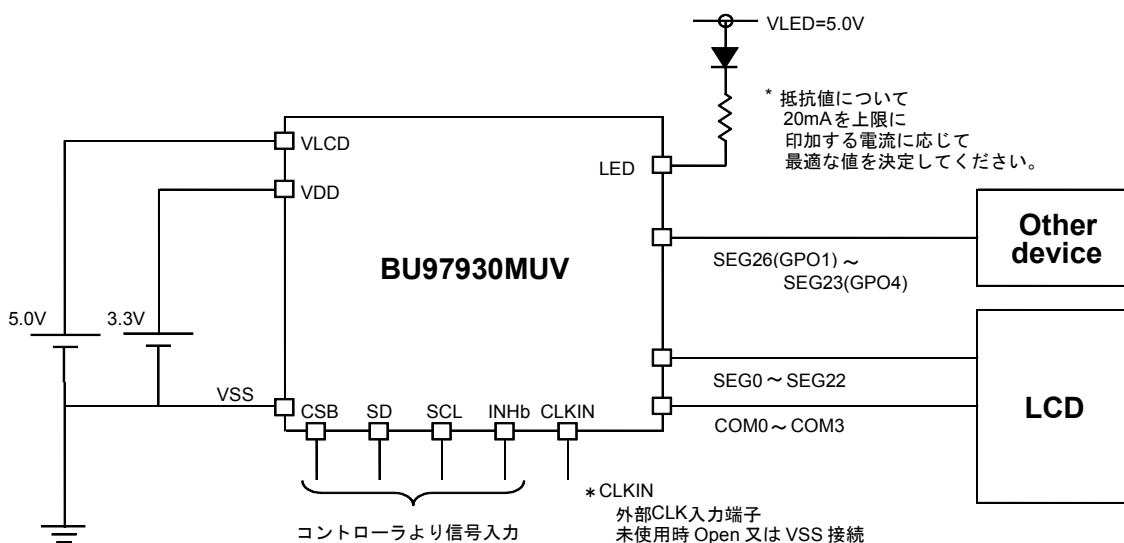 VLED=5.0V
* 抵抗値について
20mAを上限に
印加する電流に応じて
最適な値を決定してください。
VLCD
LED
VDD
BU97930MUV
SEG26(GPO1)～
SEG23(GPO4)
Other
device
5.0V
3.3V
VSS
SEG0～SEG22
COM0～COM3
LCD
CSB SD SCL INHb CLKIN
コントローラより信号入力
＊CLKIN
外部CLK入力端子
未使用時 Open 又は VSS 接続